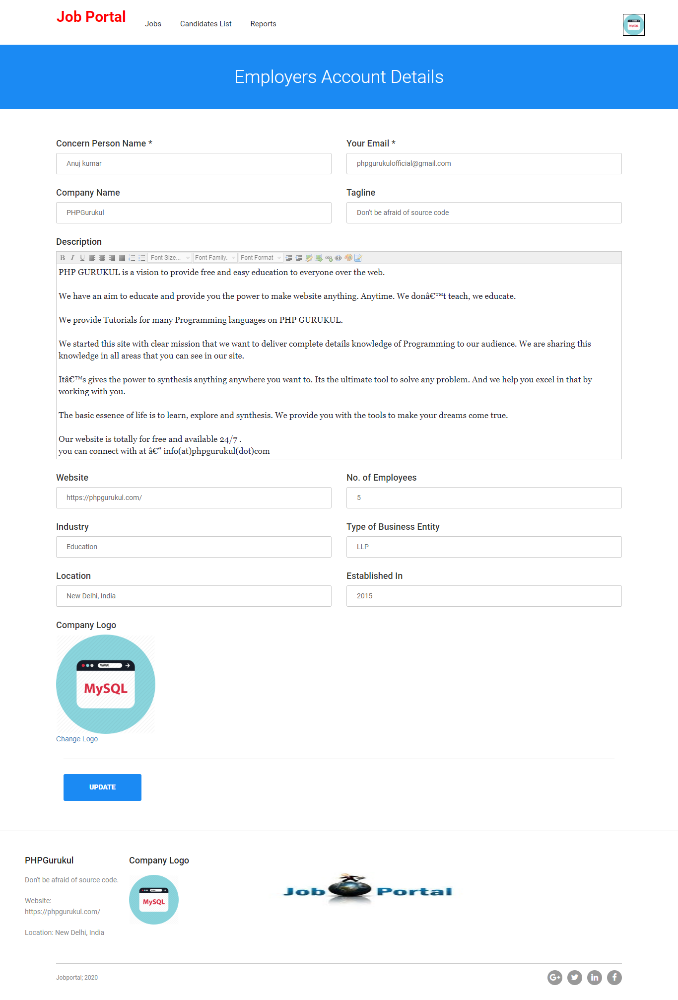 Job Portal
Jobs
Candidates List
Reports
MySQL
Employers Account Details
Concern Person Name *
Your Email *
Anuj kumar
phpgurukulofficial@gmail.com
Company Name
Tagline
PHPGurukul
Don't be afraid of source code
Description
B I U Font Size... Font Family. Font Format
PHP GURUKUL is a vision to provide free and easy education to everyone over the web.
We have an aim to educate and provide you the power to make website anything. Anytime. We donâ€™t teach, we educate.
We provide Tutorials for many Programming languages on PHP GURUKUL.
We started this site with clear mission that we want to deliver complete details knowledge of Programming to our audience. We are sharing this
knowledge in all areas that you can see in our site.
Itâ€™s gives the power to synthesis anything anywhere you want to. Its the ultimate tool to solve any problem. And we help you excel in that by
working with you.
The basic essence of life is to learn, explore and synthesis. We provide you with the tools to make your dreams come true.
Our website is totally for free and available 24/7 .
you can connect with at â€“ info(at)phpgurukul(dot)com
Website
No. of Employees
https://phpgurukul.com/
5
Industry
Type of Business Entity
Education
LLP
Location
Established In
New Delhi, India
2015
Company Logo
www.
MySQL
Change Logo
UPDATE
PHPGurukul
Company Logo
Don't be afraid of source code.
MySQL
Job Portal
Website:
https://phpgurukul.com/
Location: New Delhi, India
Jobportal; 2020
G+ in f